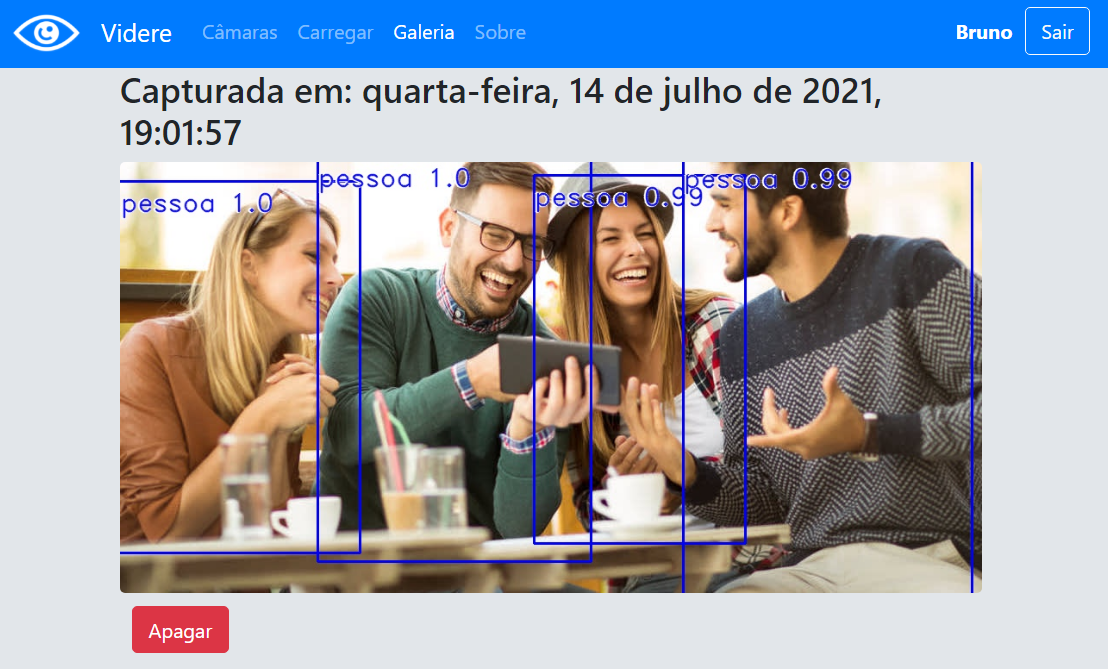 Videre Câmaras Carregar Galeria Sobre Bruno Sair
Capturada em: quarta-feira, 14 de julho de 2021,
19:01:57
pessoa 1.0
pessoa 1.0
pessoa 0.99
pessoa 0.99
Apagar